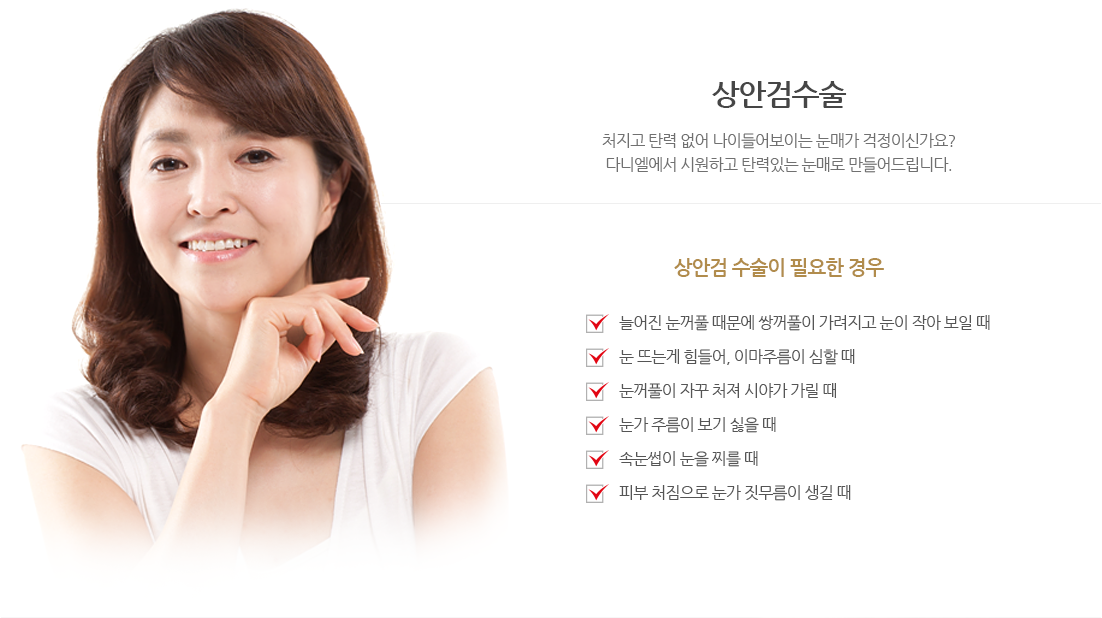 상안검수술
처지고 탄력 없어 나이들어보이는 눈매가 걱정이신가요?
다니엘에서 시원하고 탄력있는 눈매로 만들어드립니다.
상안검 수술이 필요한 경우
늘어진 눈꺼풀 때문에 쌍꺼풀이 가려지고 눈이 작아 보일 때
눈 뜨는게 힘들어, 이마주름이 심할 때
눈꺼풀이 자꾸 처져 시야가 가릴 때
눈가 주름이 보기 싫을 때
속눈썹이 눈을 찌를 때
피부 처짐으로 눈가 짓무름이 생길 때